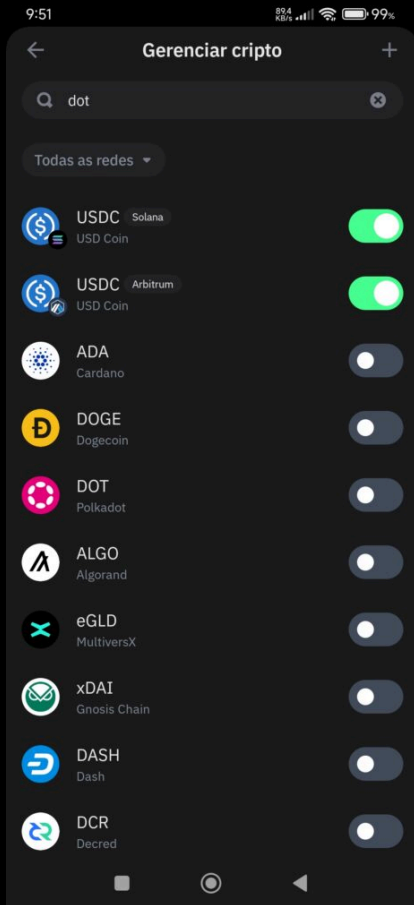 9:51
89.4
KB/s
99%
Gerenciar cripto
dot
Todas as redes
USDC Solana
USD Coin
USDC Arbitrum
USD Coin
ADA
Cardano
DOGE
Dogecoin
DOT
Polkadot
ALGO
Algorand
eGLD
MultiversX
xDAI
Gnosis Chain
DASH
Dash
DCR
Decred